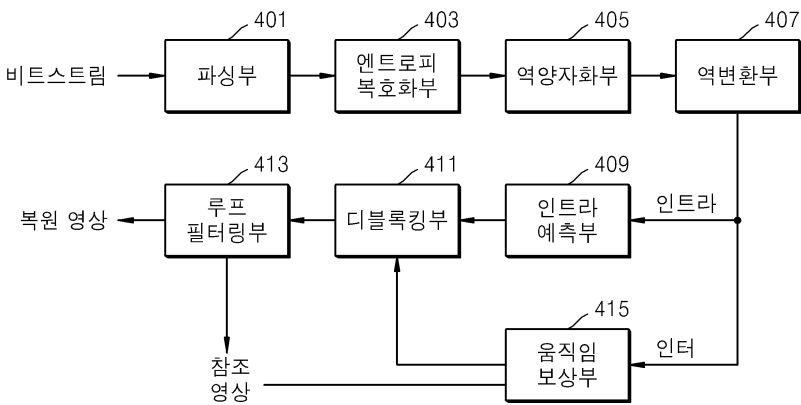 401
403
405
407
비트스트림
파싱부
엔트로피
복호화부
역양자화부
역변환부
413
411
409
복원 영상
루프
필터링부
디블록킹부
인트라
예측부
인트라
415
참조
영상
움직임
보상부
인터